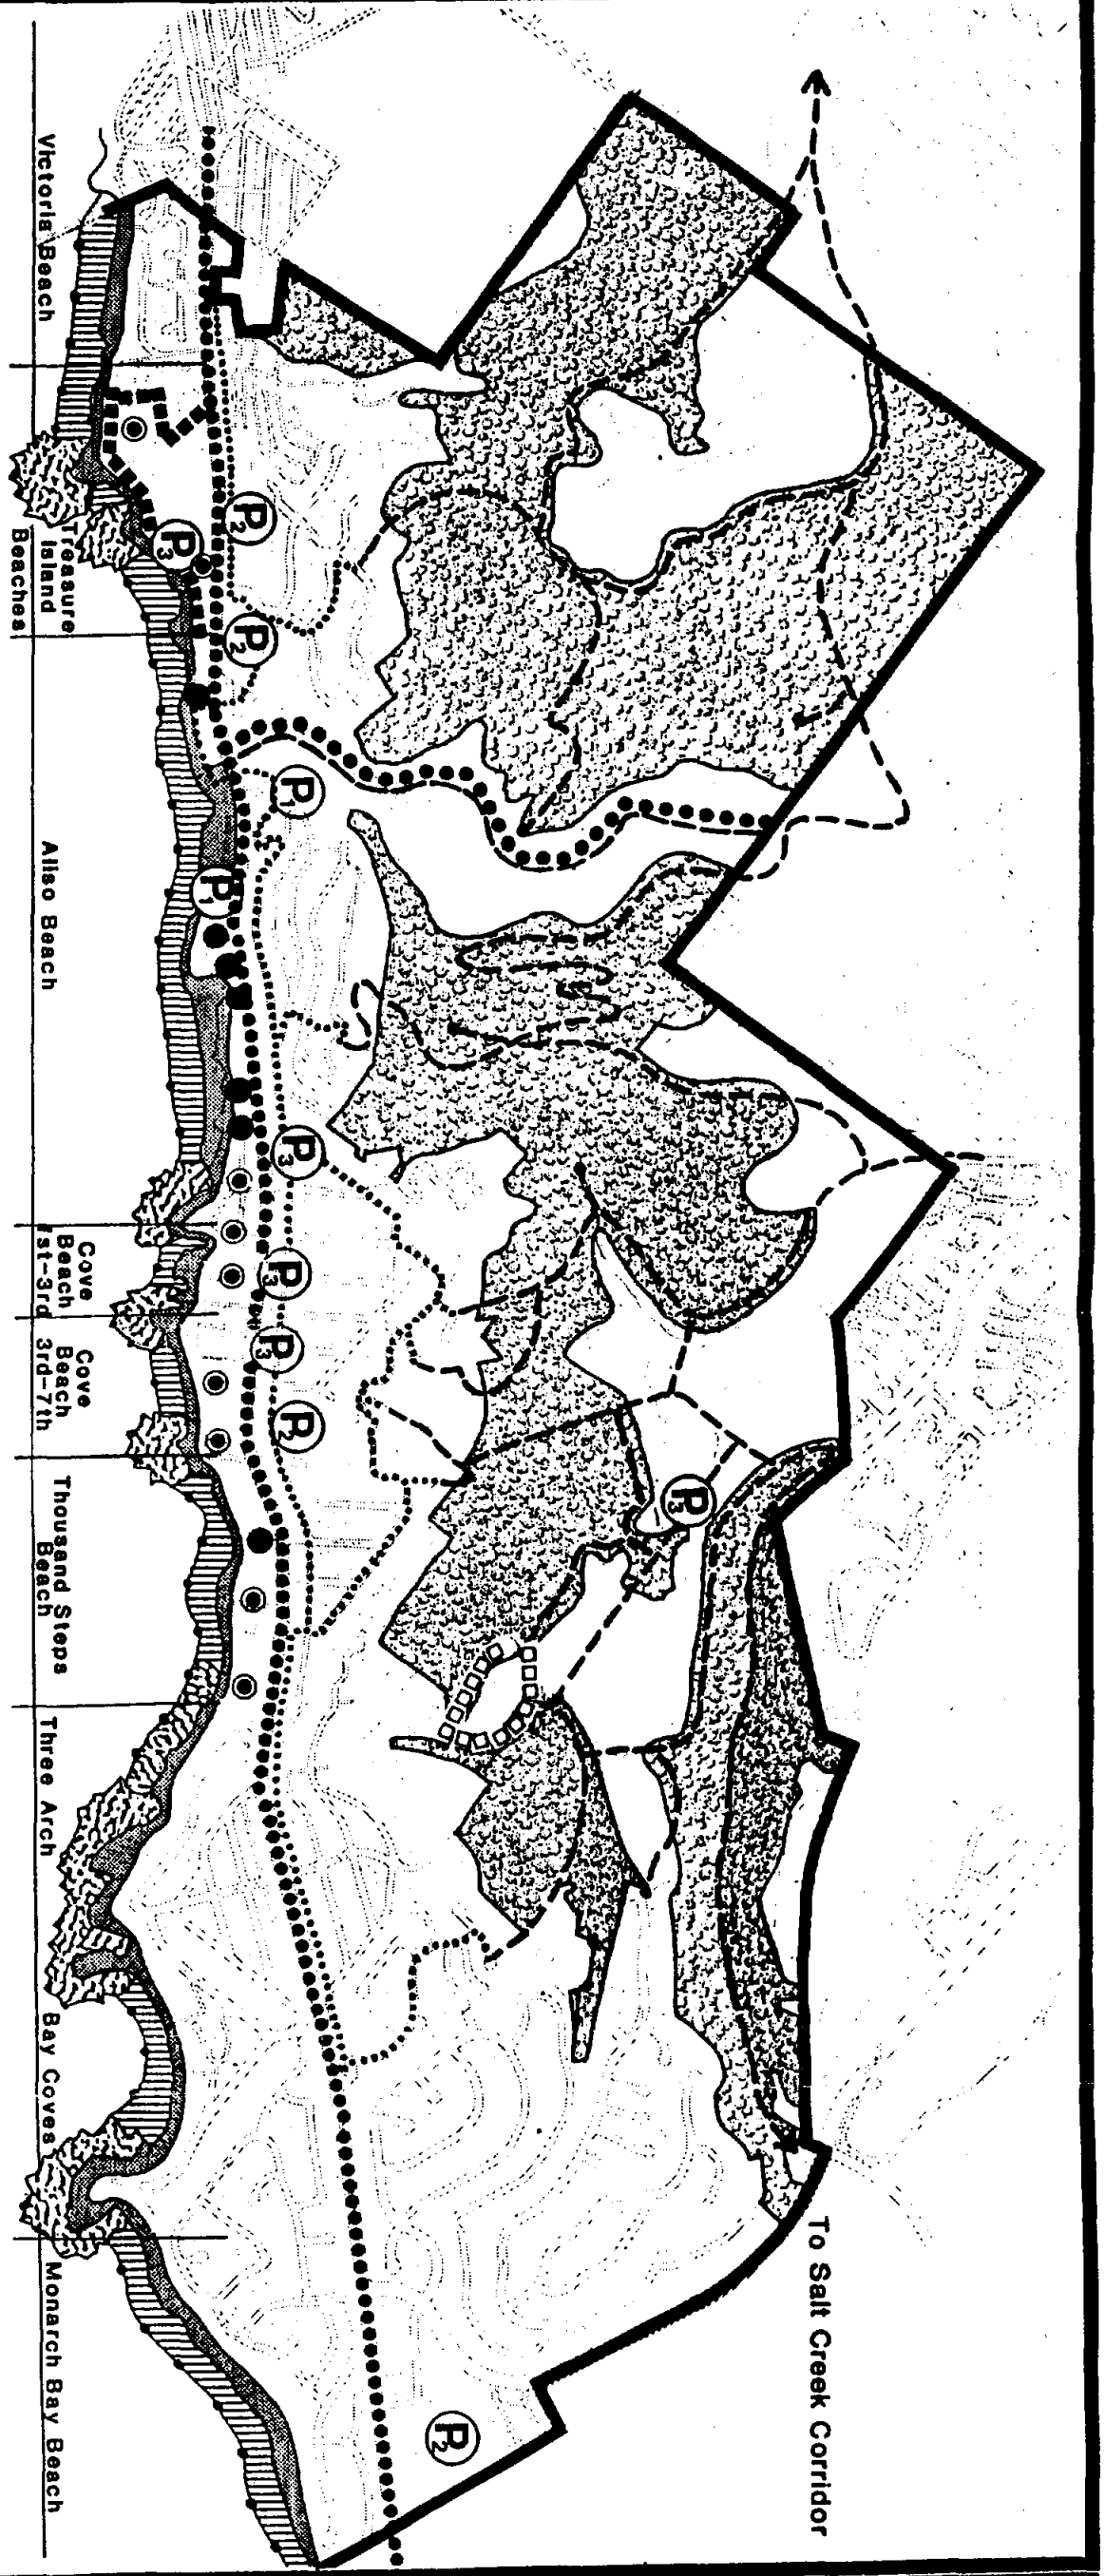 To Salt Creek Corridor
P2
P3
P2
P1
P1
P3
P3
P3
P2
P3
P2
Victoria Beach
Treasure
Island
Beaches
Aliso Beach
Cove
Beach
1st-3rd
Cove
Beach
3rd-7th
Thousand Steps
Beach
Three Arch
Bay Coves
Monarch Bay Beach